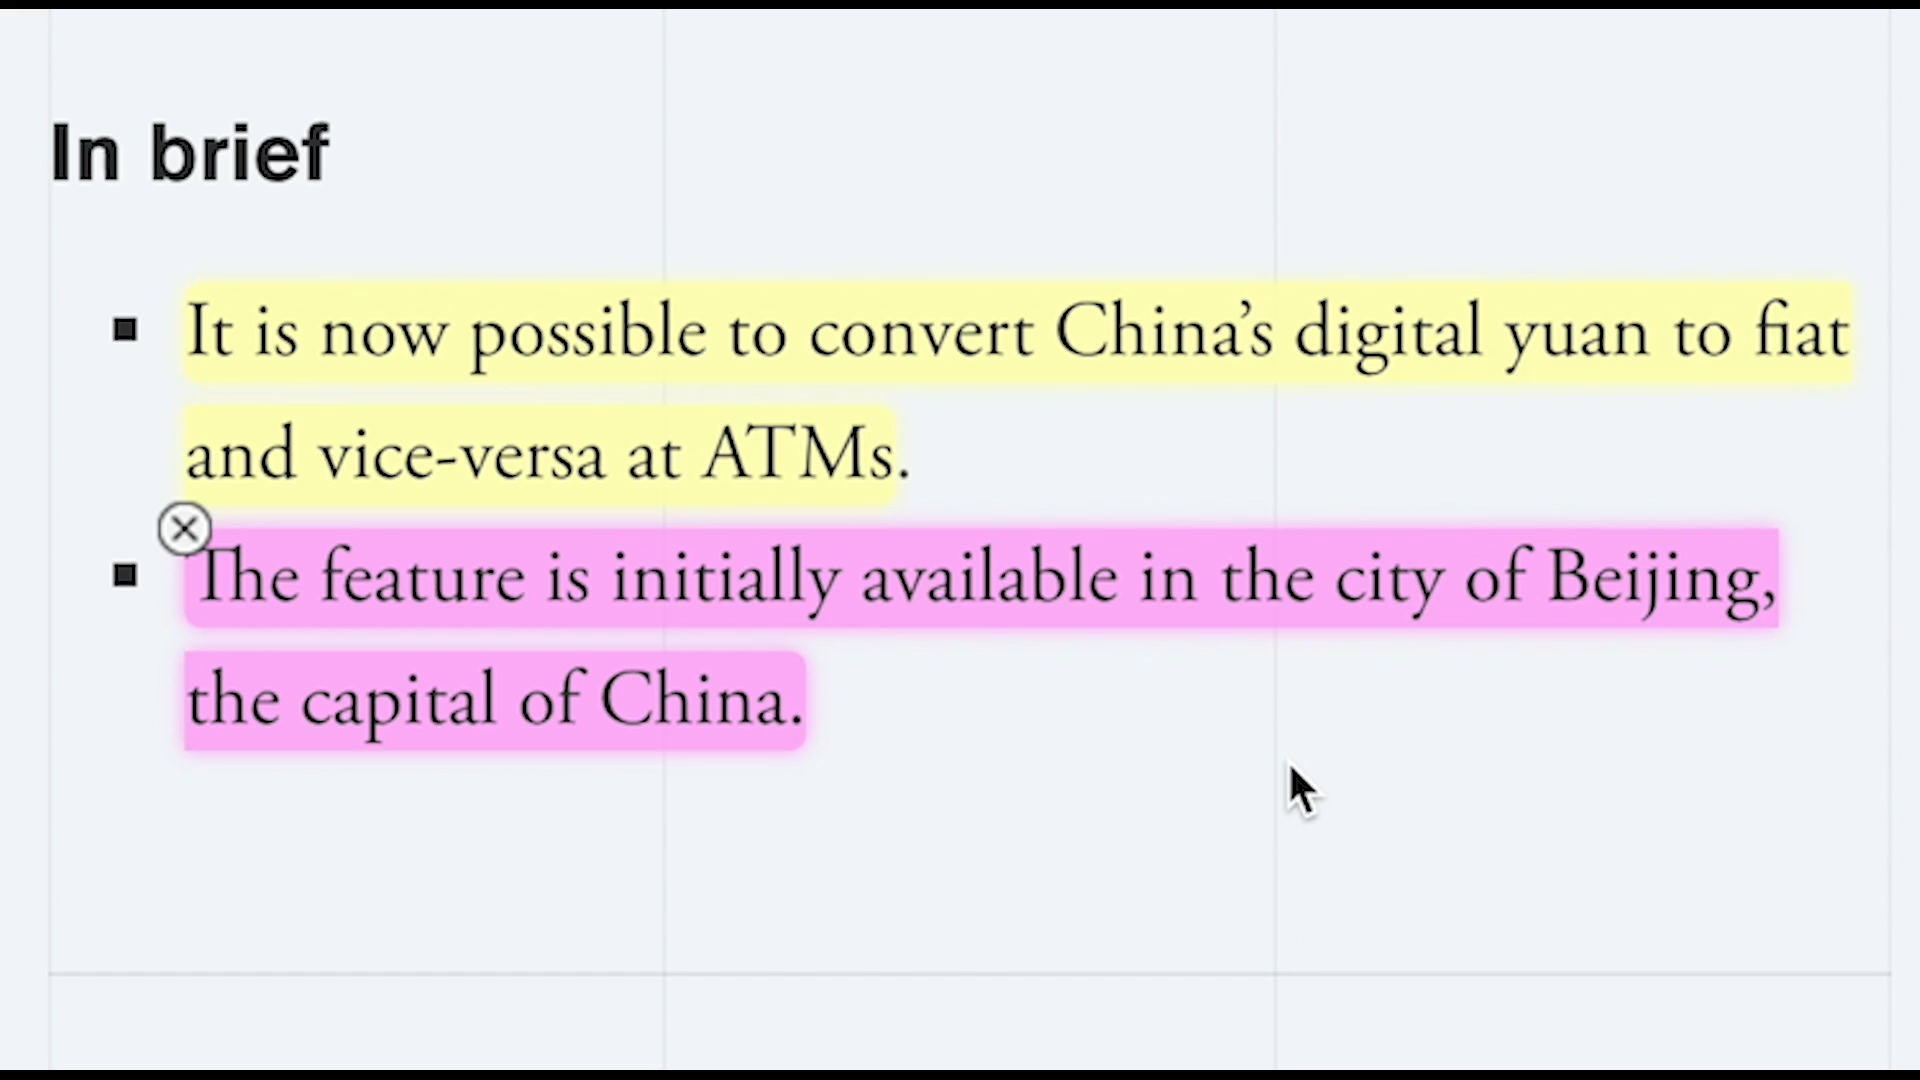 In brief
It is now possible to convert China’s digital yuan to fiat
and vice-versa at ATMs.
The feature is initially available in the city of Beijing,
the capital of China.